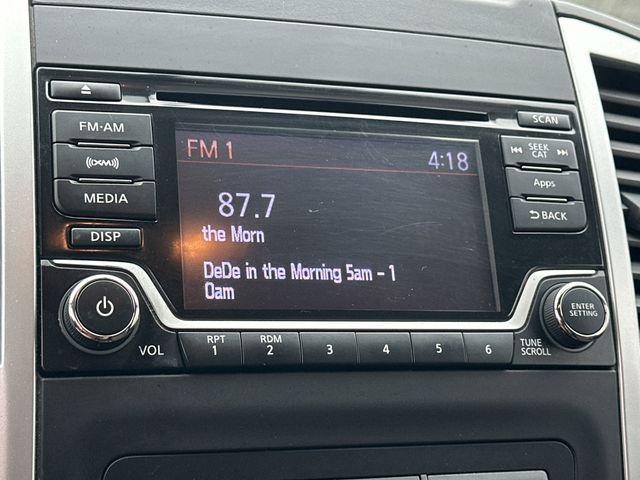 SCAN
FM·AM
FM 1
4:18
SEEK
CAT
((XM))
87.7
Apps
MEDIA
the Morn
BACK
DISP
DeDe in the Morning 5am - 1
0am
ENTER
SETTING
VOL
RPT
1
RDM
2
3
4
5
6
TUNE
SCROLL